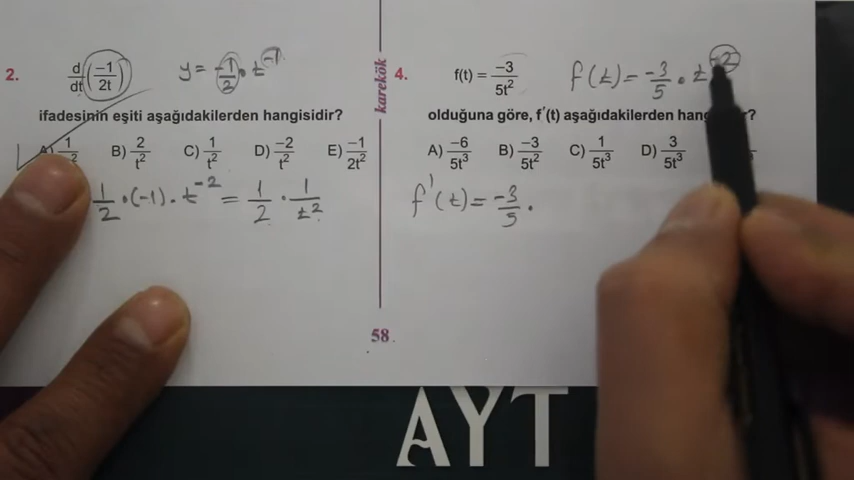 2. d/dt (-1/2t) y = -1/2 · t^-1
ifadesinin eşiti aşağıdakilerden hangisidir?
A) 1 B) 2/t² C) 1/t² D) -2/t² E) -1/2t²
1/2 · (-1) · t^-2 = 1/2 · 1/t²
karekök
4. f(t) = -3/5t² f(t) = -3/5 · t^-2
olduğuna göre, f'(t) aşağıdakilerden
A) -6/5t³ B) -3/5t² C) 1/5t³ D) 3/5t³
f'(t) = -3/5 ·
58
AYT